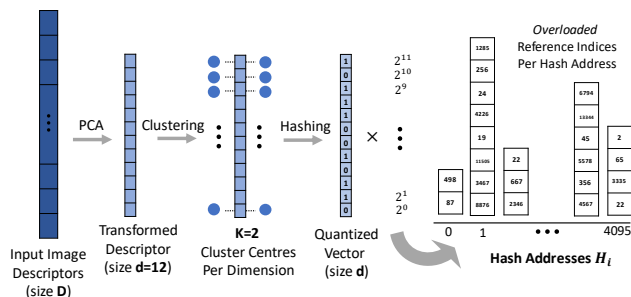 Overloaded
Reference Indices
Per Hash Address
PCA
Clustering
Hashing
1
0
0
1
1
1
0
0
1
0
1
1
0
×
2^11
2^10
2^9
2^1
2^0
498
87
1285
256
24
4226
19
11505
3467
8876
22
667
2346
6794
13344
45
5578
356
4567
2
65
3335
22
0
1
4095
Hash Addresses H_i
Input Image
Descriptors
(size D)
Transformed
Descriptor
(size d=12)
K=2
Cluster Centres
Per Dimension
Quantized
Vector
(size d)